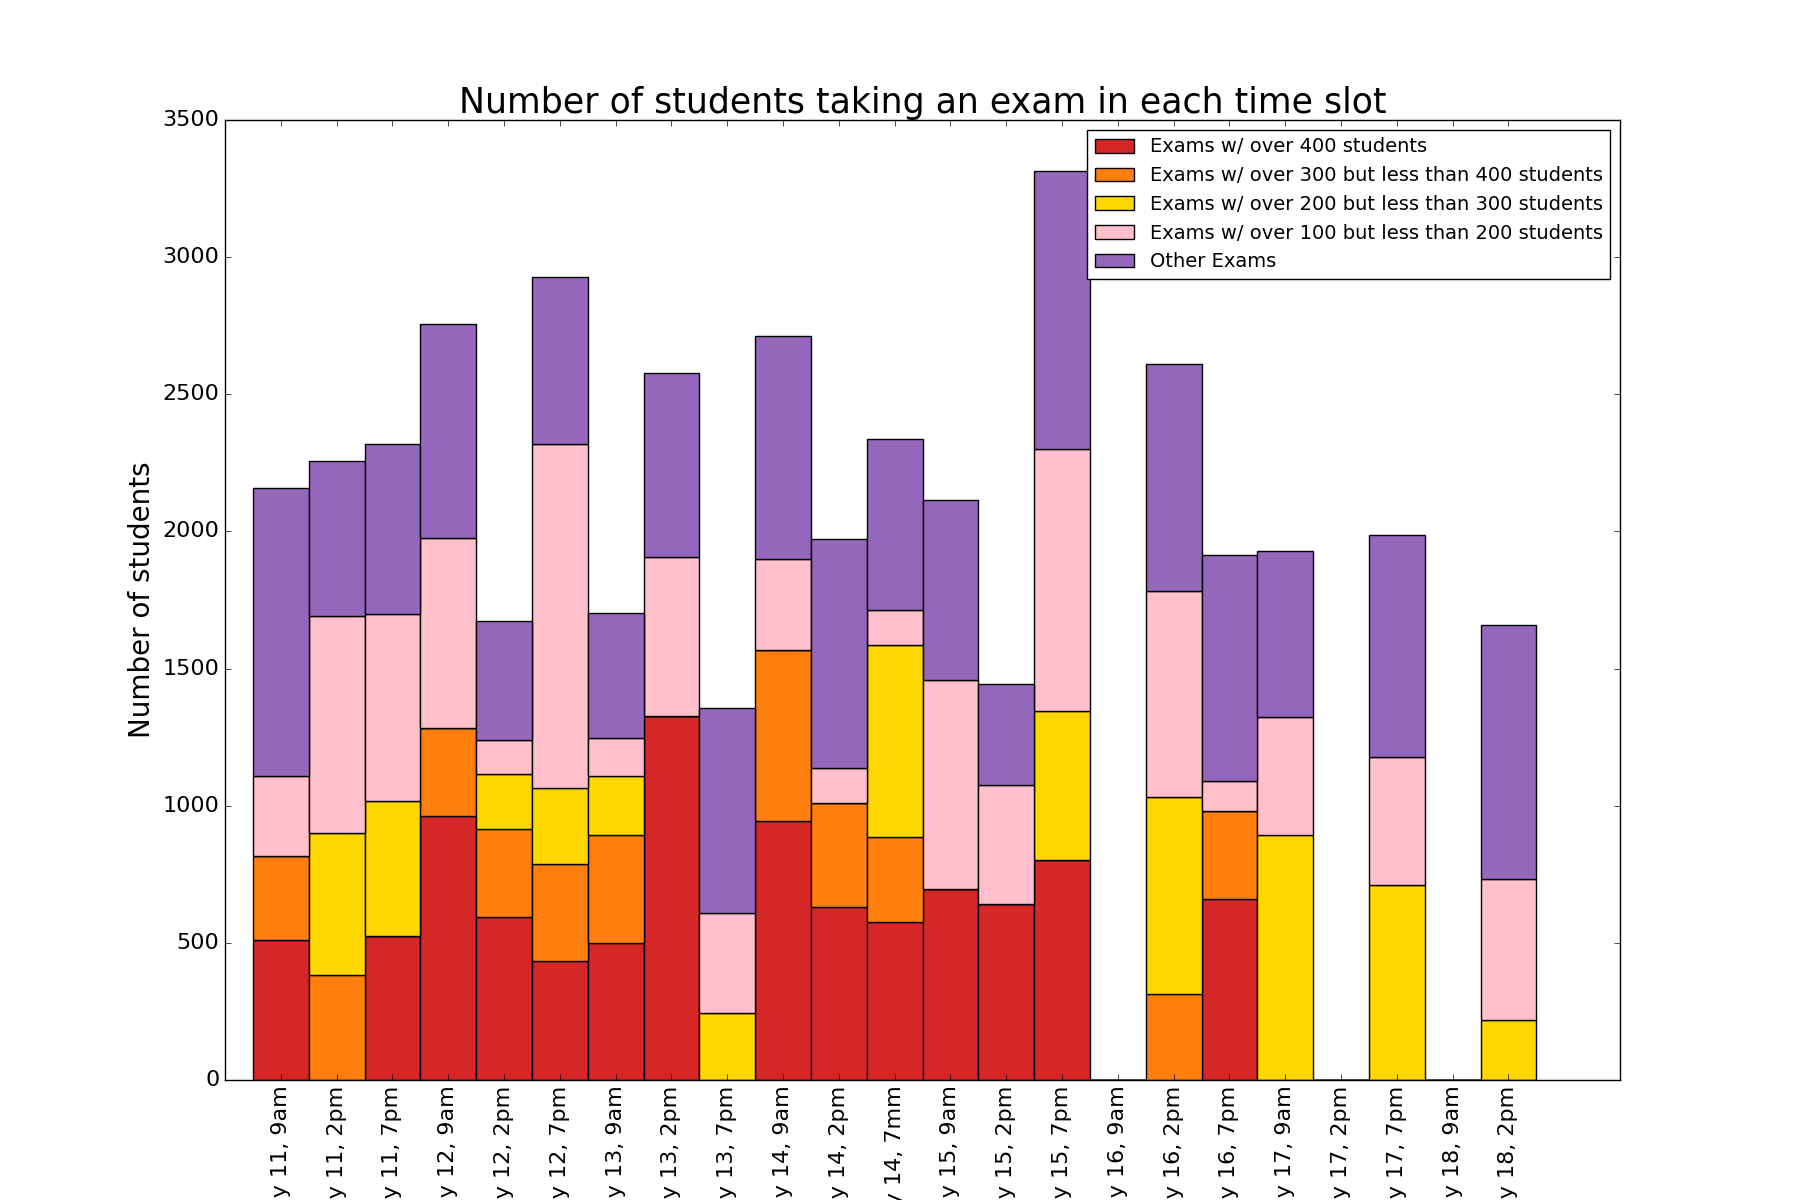 Number of students taking an exam in each time slot
Number of students
3500
3000
2500
2000
1500
1000
500
0
Exams w/ over 400 students
Exams w/ over 300 but less than 400 students
Exams w/ over 200 but less than 300 students
Exams w/ over 100 but less than 200 students
Other Exams
y 11, 9am
y 11, 2pm
y 11, 7pm
y 12, 9am
y 12, 2pm
y 12, 7pm
y 13, 9am
y 13, 2pm
y 13, 7pm
y 14, 9am
y 14, 2pm
y 14, 7mm
y 15, 9am
y 15, 2pm
y 15, 7pm
y 16, 9am
y 16, 2pm
y 16, 7pm
y 17, 9am
y 17, 2pm
y 17, 7pm
y 18, 9am
y 18, 2pm